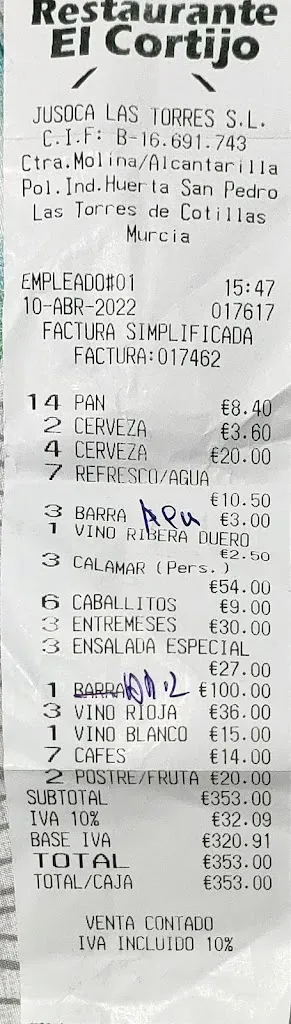 Restaurante
El Cortijo
JUSOCA LAS TORRES S.L.
C.I.F: B-16.691.743
Ctra.Molina/Alcantarilla
Pol.Ind.Huerta San Pedro
Las Torres de Cotillas
Murcia
EMPLEADO#01 15:47
10-ABR-2022 017617
FACTURA SIMPLIFICADA
FACTURA:017462
14 PAN €8.40
2 CERVEZA €3.60
4 CERVEZA €20.00
7 REFRESCO/AGUA
€10.50
3 BARRA €3.00
1 VINO RIBERA DUERO
€2.50
3 CALAMAR (Pers.)
€54.00
6 CABALLITOS €9.00
3 ENTREMESES €30.00
3 ENSALADA ESPECIAL
€27.00
1 BARRA €100.00
3 VINO RIOJA €36.00
1 VINO BLANCO €15.00
7 CAFES €14.00
2 POSTRE/FRUTA €20.00
SUBTOTAL €353.00
IVA 10% €32.09
BASE IVA €320.91
TOTAL €353.00
TOTAL/CAJA €353.00
VENTA CONTADO
IVA INCLUIDO 10%